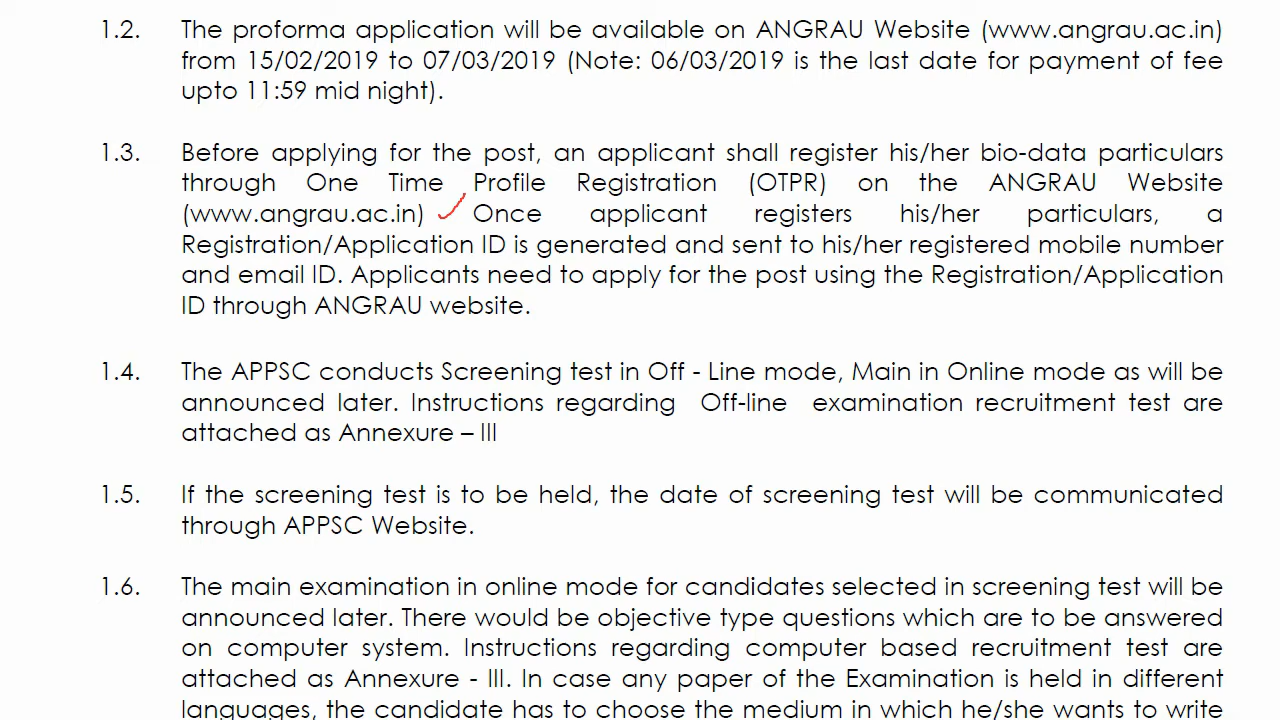 1.2. The proforma application will be available on ANGRAU Website (www.angrau.ac.in)
from 15/02/2019 to 07/03/2019 (Note: 06/03/2019 is the last date for payment of fee
upto 11:59 mid night).
1.3. Before applying for the post, an applicant shall register his/her bio-data particulars
through One Time Profile Registration (OTPR) on the ANGRAU Website
(www.angrau.ac.in) Once applicant registers his/her particulars, a
Registration/Application ID is generated and sent to his/her registered mobile number
and email ID. Applicants need to apply for the post using the Registration/Application
ID through ANGRAU website.
1.4. The APPSC conducts Screening test in Off - Line mode, Main in Online mode as will be
announced later. Instructions regarding Off-line examination recruitment test are
attached as Annexure – III
1.5. If the screening test is to be held, the date of screening test will be communicated
through APPSC Website.
1.6. The main examination in online mode for candidates selected in screening test will be
announced later. There would be objective type questions which are to be answered
on computer system. Instructions regarding computer based recruitment test are
attached as Annexure - III. In case any paper of the Examination is held in different
languages, the candidate has to choose the medium in which he/she wants to write